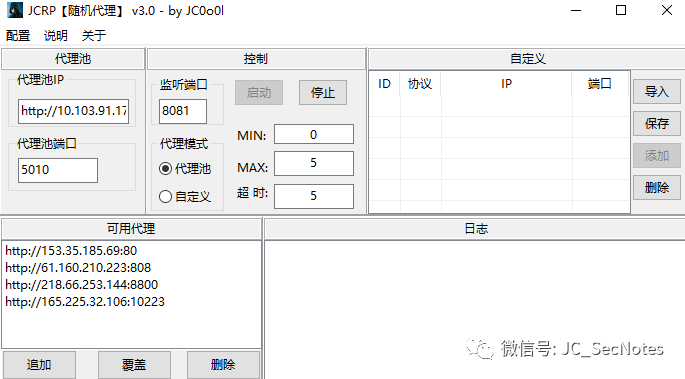 JCRP【随机代理】 v3.0 - by JC0o0l
配置 说明 关于
代理池
代理池IP
http://10.103.91.17
代理池端口
5010
控制
监听端口
8081
启动
停止
代理模式
代理池
自定义
MIN: 0
MAX: 5
超 时: 5
自定义
ID 协议 IP 端口
导入
保存
添加
删除
可用代理
http://153.35.185.69:80
http://61.160.210.223:808
http://218.66.253.144:8800
http://165.225.32.106:10223
追加 覆盖 删除
日志
微信号: JC_SecNotes